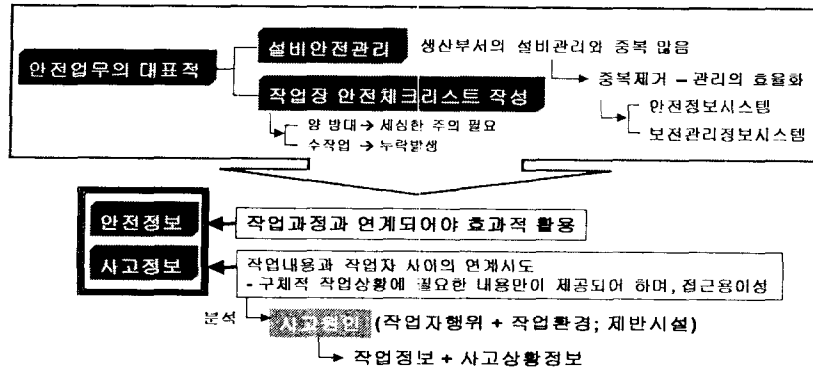 설비안전관리 생산부서의 설비관리와 중복 많음
안전업무의 대표적
중복제거 – 관리의 효율화
작업장 안전체크리스트 작성
안전정보시스템
양 방대 → 세심한 주의 필요
보전관리정보시스템
수작업 → 누락발생
안전정보 작업과정과 연계되어야 효과적 활용
사고정보 작업내용과 작업자 사이의 연계시도
- 구체적 작업상황에 필요한 내용만이 제공되어 하며, 접근용이성
분석
사고원인 (작업자행위 + 작업환경; 제반시설)
작업정보 + 사고상황정보